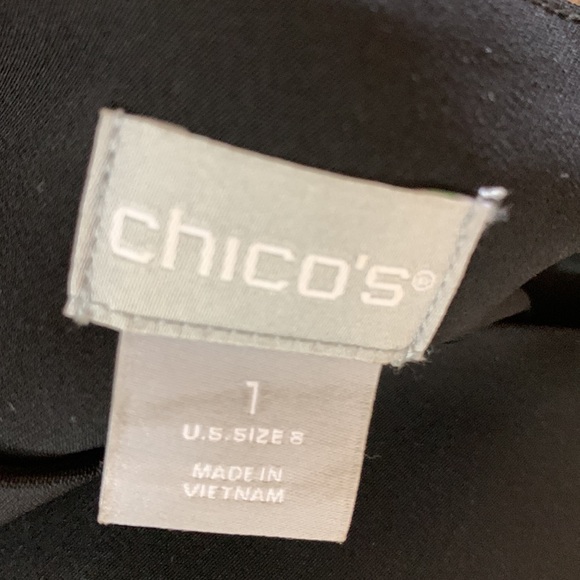 chico's®
1
U.S.SIZE 8
MADE IN
VIETNAM